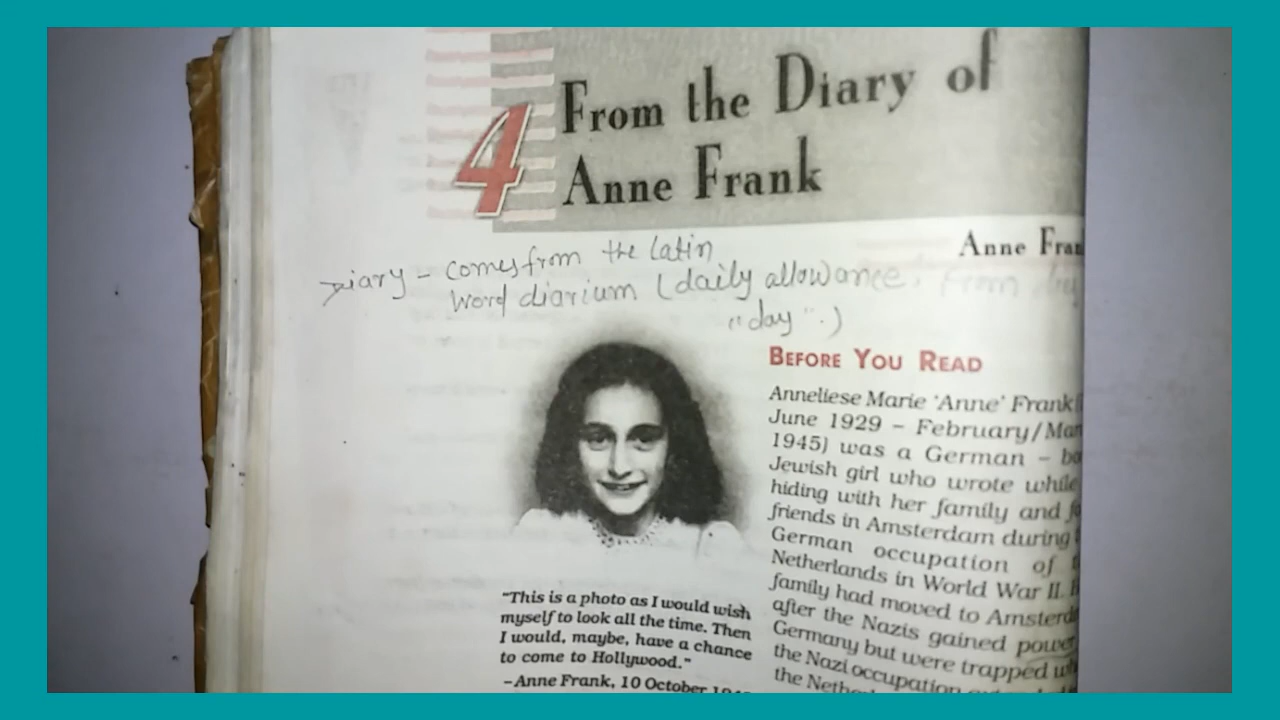 4
From the Diary of
Anne Frank
Anne
Diary - comes from the latin
word diarium (daily allowance, from
"day".)
BEFORE YOU READ
Anneliese Marie 'Anne' Frank
June 1929 – February/
1945) was a German –
Jewish girl who wrote while
hiding with her family and
friends in Amsterdam during
German occupation of
Netherlands in World War II.
family had moved to
after the Nazis gained power
Germany but were trapped
the Nazi occupation
the
"This is a photo as I would wish
myself to look all the time. Then
I would, maybe, have a chance
to come to Hollywood."
–Anne Frank, 10 October